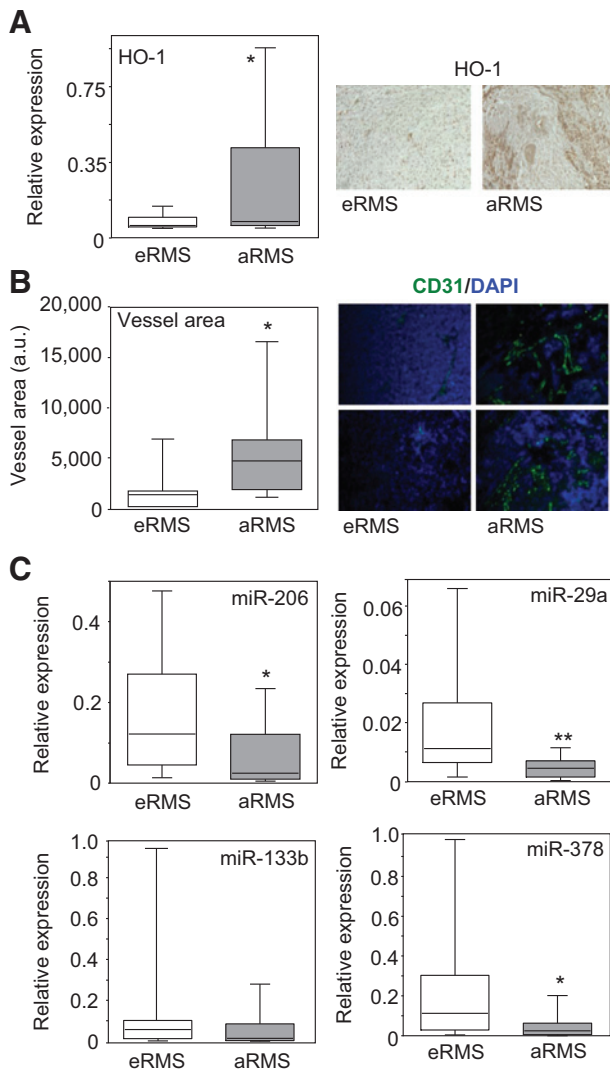 A
HO-1
*
Relative expression
0.75
0.35
0
eRMS
aRMS
HO-1
eRMS
aRMS
B
Vessel area
*
Vessel area (a.u.)
20,000
15,000
10,000
5,000
0
eRMS
aRMS
CD31/DAPI
eRMS
aRMS
C
miR-206
*
Relative expression
0.4
0.2
0
eRMS
aRMS
miR-29a
**
Relative expression
0.06
0.04
0.02
0
eRMS
aRMS
miR-133b
Relative expression
1.0
0.8
0.6
0.4
0.2
0
eRMS
aRMS
miR-378
*
Relative expression
1.0
0.8
0.6
0.4
0.2
0
eRMS
aRMS